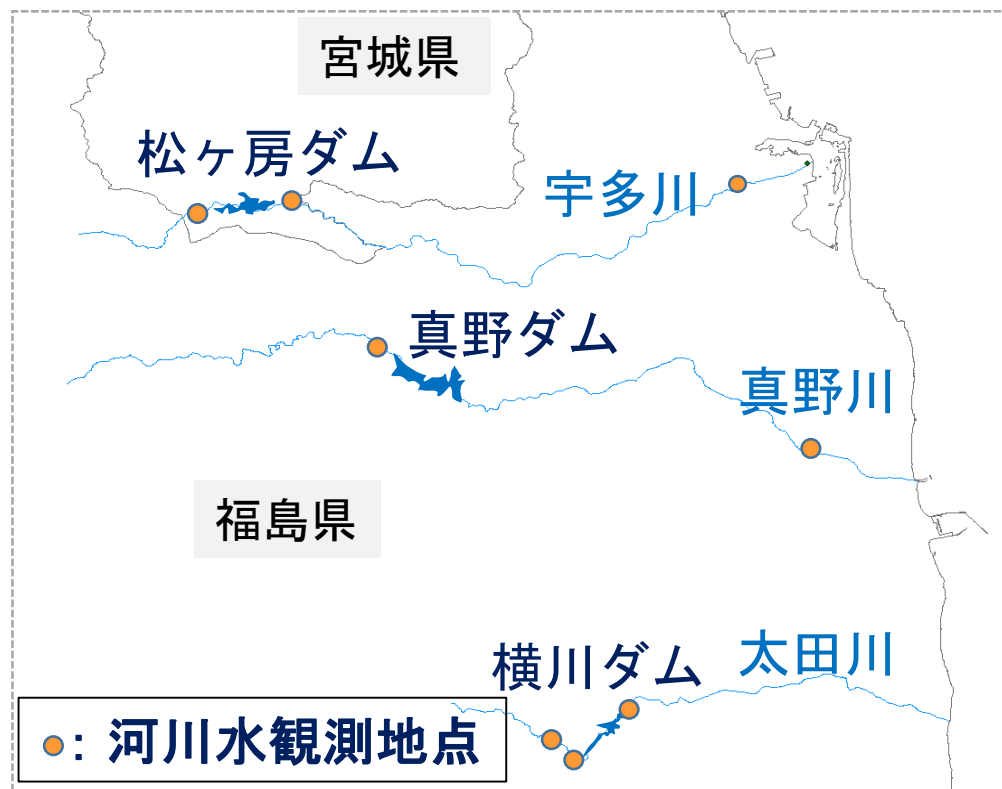 宮城県
松ヶ房ダム
宇多川
真野ダム
真野川
福島県
横川ダム
太田川
：河川水観測地点